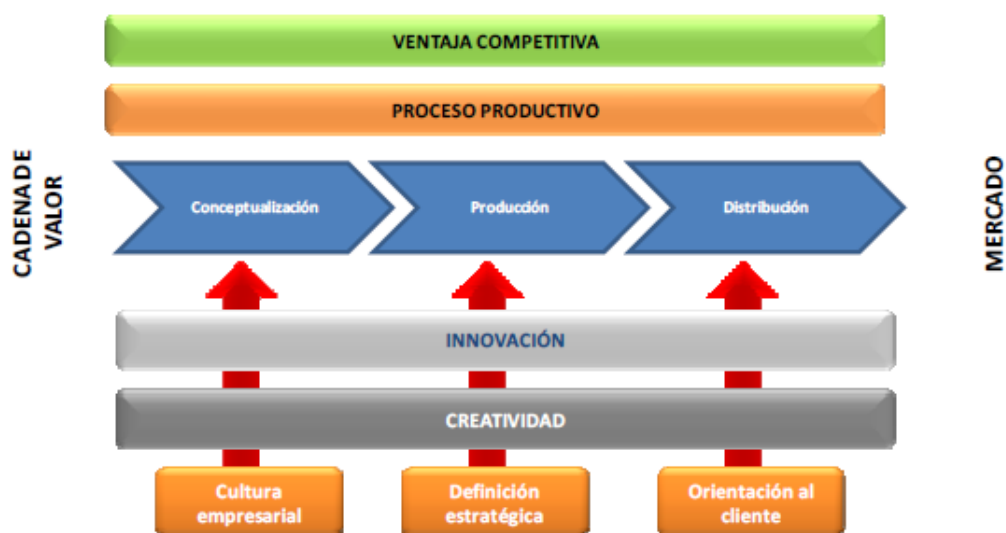 VENTAJA COMPETITIVA
PROCESO PRODUCTIVO
CADENA DE
VALOR
Conceptualización
Producción
Distribución
MERCADO
INNOVACIÓN
CREATIVIDAD
Cultura
empresarial
Definición
estratégica
Orientación al
cliente